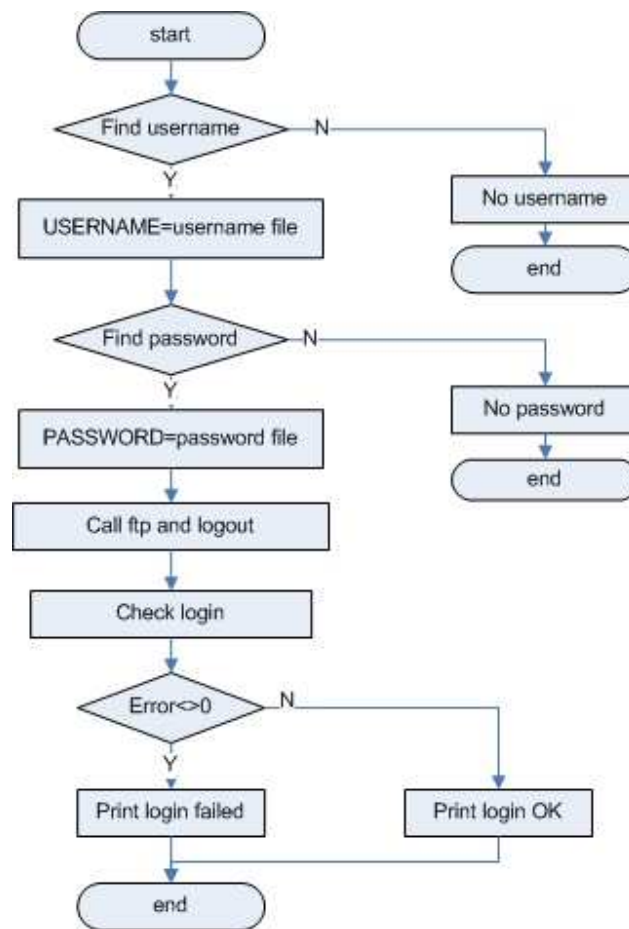 start
Find username
N
Y
No username
USERNAME=username file
end
Find password
N
Y
No password
PASSWORD=password file
end
Call ftp and logout
Check login
Error<>0
N
Y
Print login failed
Print login OK
end